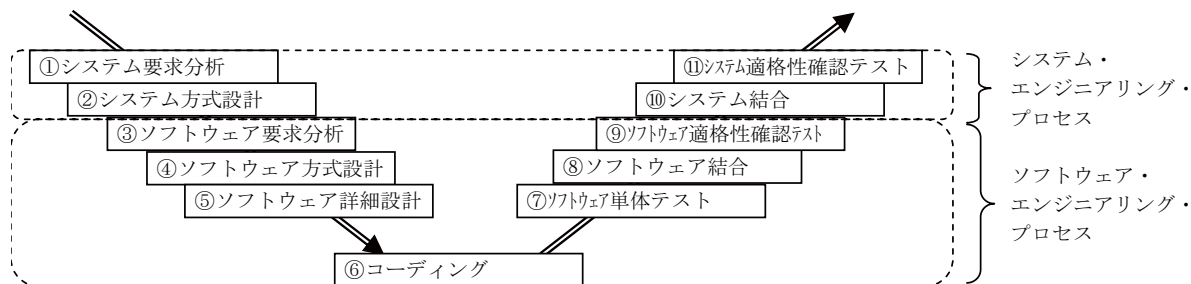 ①システム要求分析
②システム方式設計
③ソフトウェア要求分析
④ソフトウェア方式設計
⑤ソフトウェア詳細設計
⑥コーディング
⑦ソフトウェア単体テスト
⑧ソフトウェア結合
⑨ソフトウェア適格性確認テスト
⑩システム結合
⑪システム適格性確認テスト
システム・
エンジニアリング・
プロセス
ソフトウェア・
エンジニアリング・
プロセス